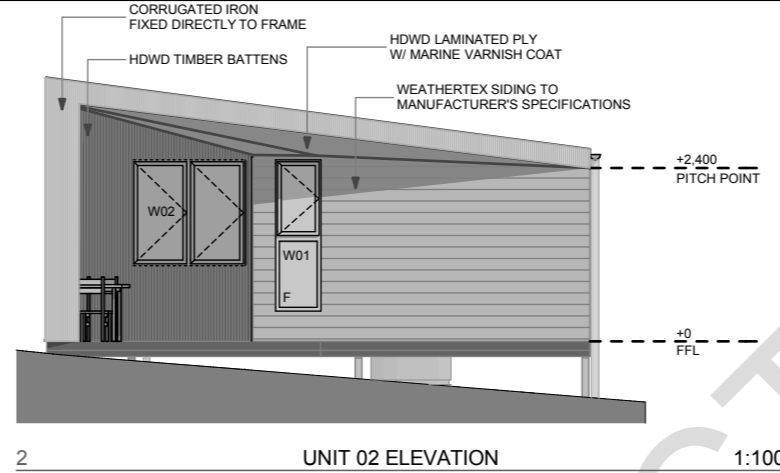 CORRUGATED IRON
FIXED DIRECTLY TO FRAME
HDWD TIMBER BATTENS
HDWD LAMINATED PLY
W/ MARINE VARNISH COAT
WEATHERTEX SIDING TO
MANUFACTURER'S SPECIFICATIONS
+2,400
PITCH POINT
W02
W01
F
+0
FFL
2 UNIT 02 ELEVATION 1:100